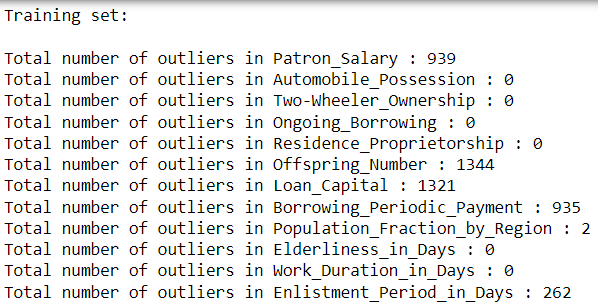 Training set:
Total number of outliers in Patron_Salary : 939
Total number of outliers in Automobile_Possession : 0
Total number of outliers in Two-Wheeler_Ownership : 0
Total number of outliers in Ongoing_Borrowing : 0
Total number of outliers in Residence_Proprietorship : 0
Total number of outliers in Offspring_Number : 1344
Total number of outliers in Loan_Capital : 1321
Total number of outliers in Borrowing_Periodic_Payment : 935
Total number of outliers in Population_Fraction_by_Region : 2
Total number of outliers in Elderliness_in_Days : 0
Total number of outliers in Work_Duration_in_Days : 0
Total number of outliers in Enlistment_Period_in_Days : 262